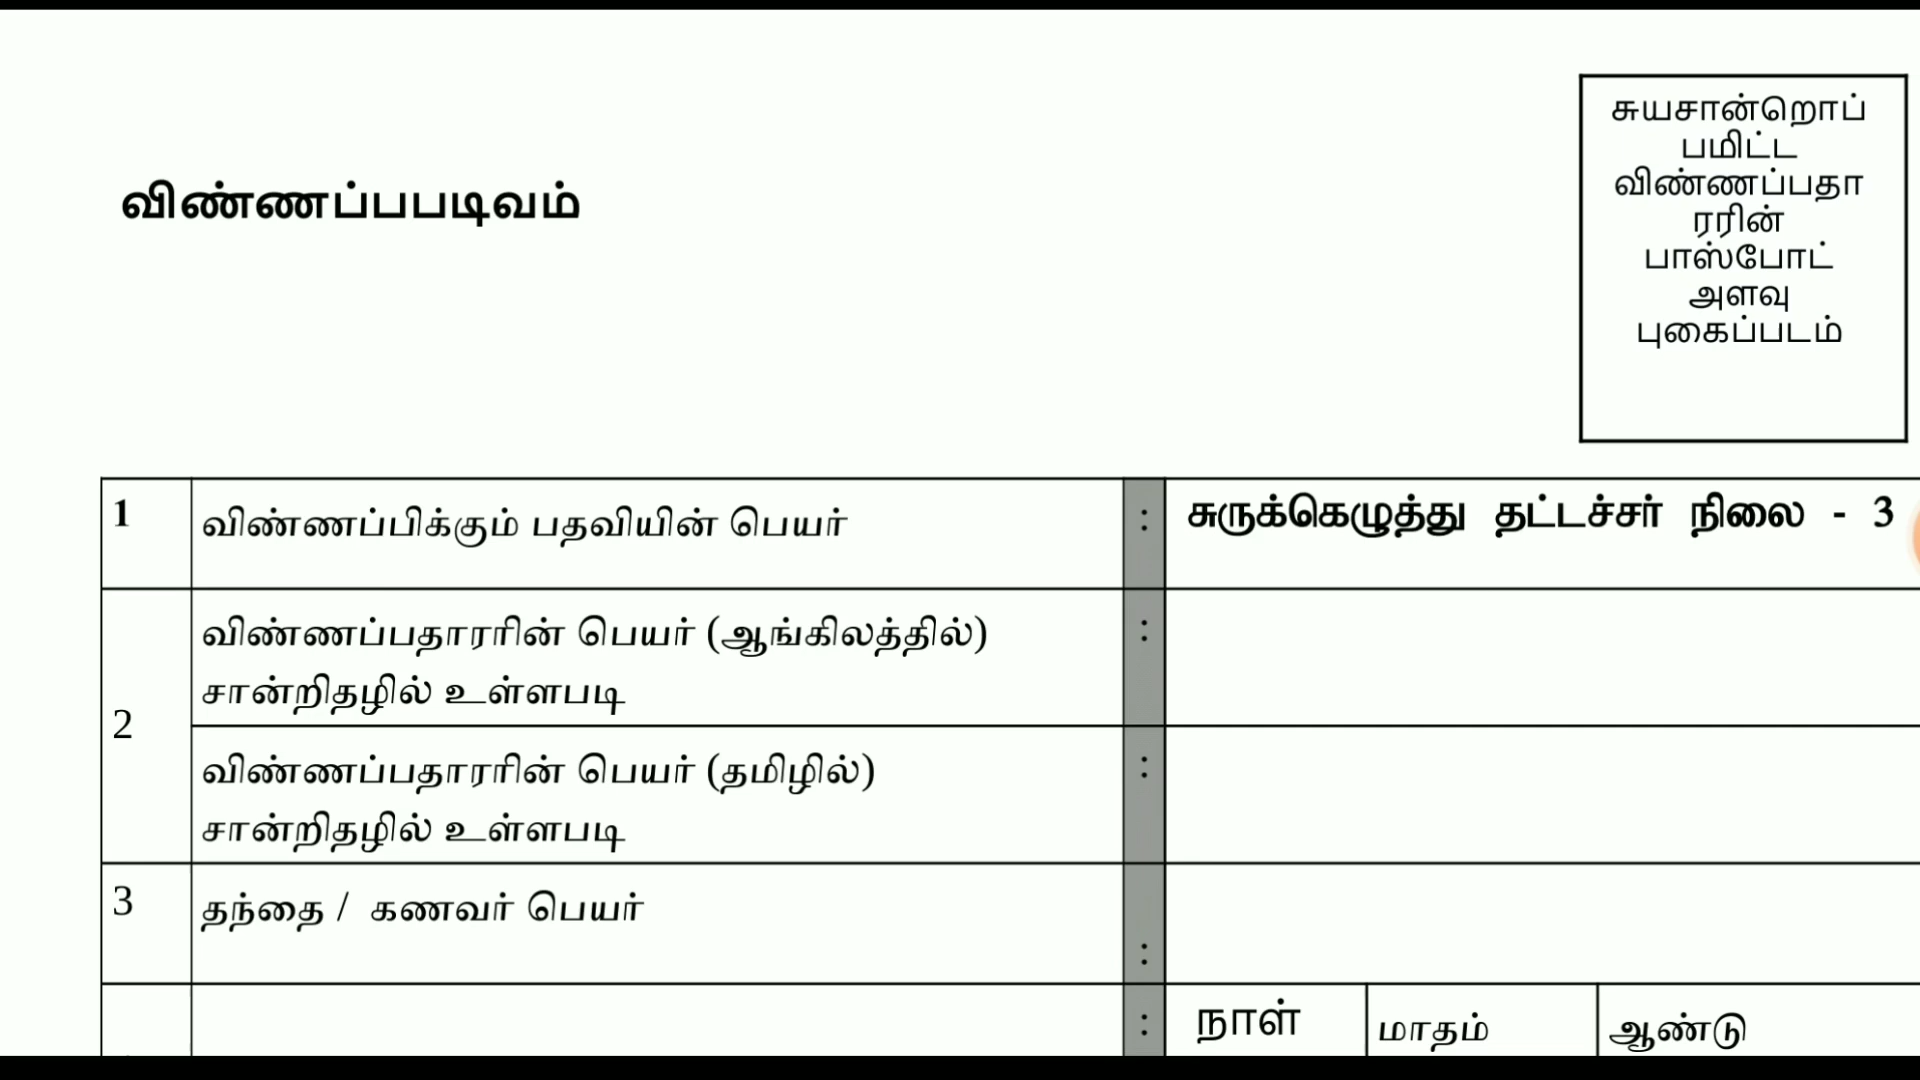 சுயசான்றொப்
பமிட்ட
விண்ணப்பதா
ரரின்
பாஸ்போட்
அளவு
புகைப்படம்
விண்ணப்பபடிவம்
1 விண்ணப்பிக்கும் பதவியின் பெயர் : சுருக்கெழுத்து தட்டச்சர் நிலை - 3
2 விண்ணப்பதாரரின் பெயர் (ஆங்கிலத்தில்) :
சான்றிதழில் உள்ளபடி
விண்ணப்பதாரரின் பெயர் (தமிழில்) :
சான்றிதழில் உள்ளபடி
3 தந்தை / கணவர் பெயர் :
: நாள் மாதம் ஆண்டு